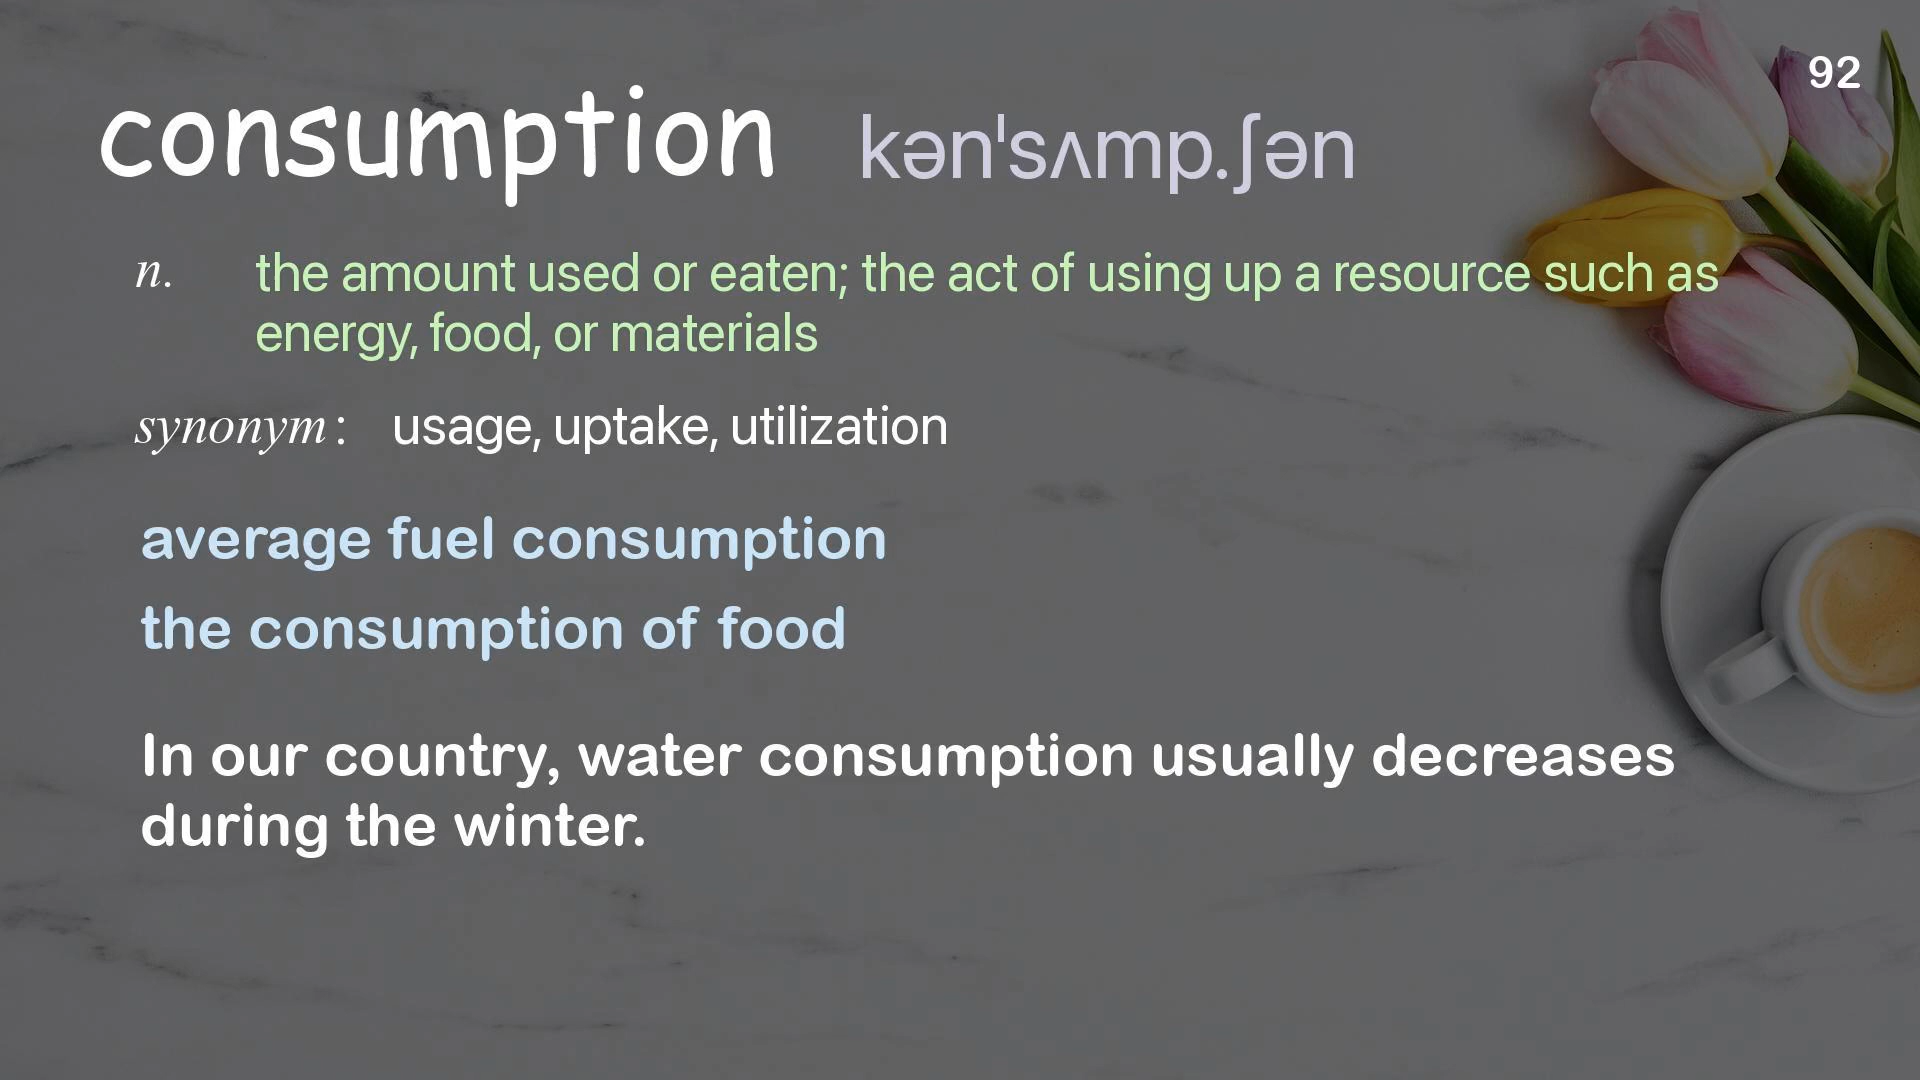 92
consumption kən'sʌmp.ʃən
n. the amount used or eaten; the act of using up a resource such as
energy, food, or materials
synonym: usage, uptake, utilization
average fuel consumption
the consumption of food
In our country, water consumption usually decreases
during the winter.